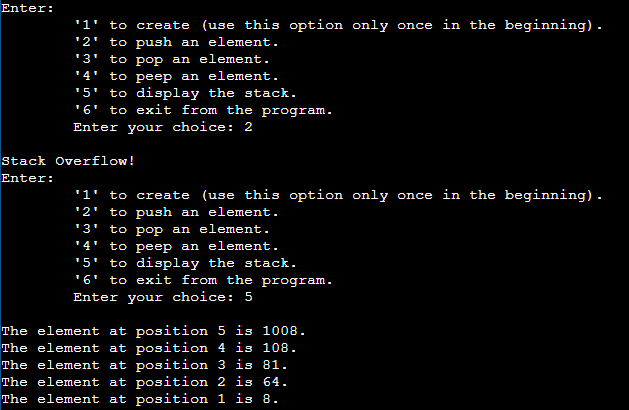 Enter:
'1' to create (use this option only once in the beginning).
'2' to push an element.
'3' to pop an element.
'4' to peep an element.
'5' to display the stack.
'6' to exit from the program.
Enter your choice: 2
Stack Overflow!
Enter:
'1' to create (use this option only once in the beginning).
'2' to push an element.
'3' to pop an element.
'4' to peep an element.
'5' to display the stack.
'6' to exit from the program.
Enter your choice: 5
The element at position 5 is 1008.
The element at position 4 is 108.
The element at position 3 is 81.
The element at position 2 is 64.
The element at position 1 is 8.